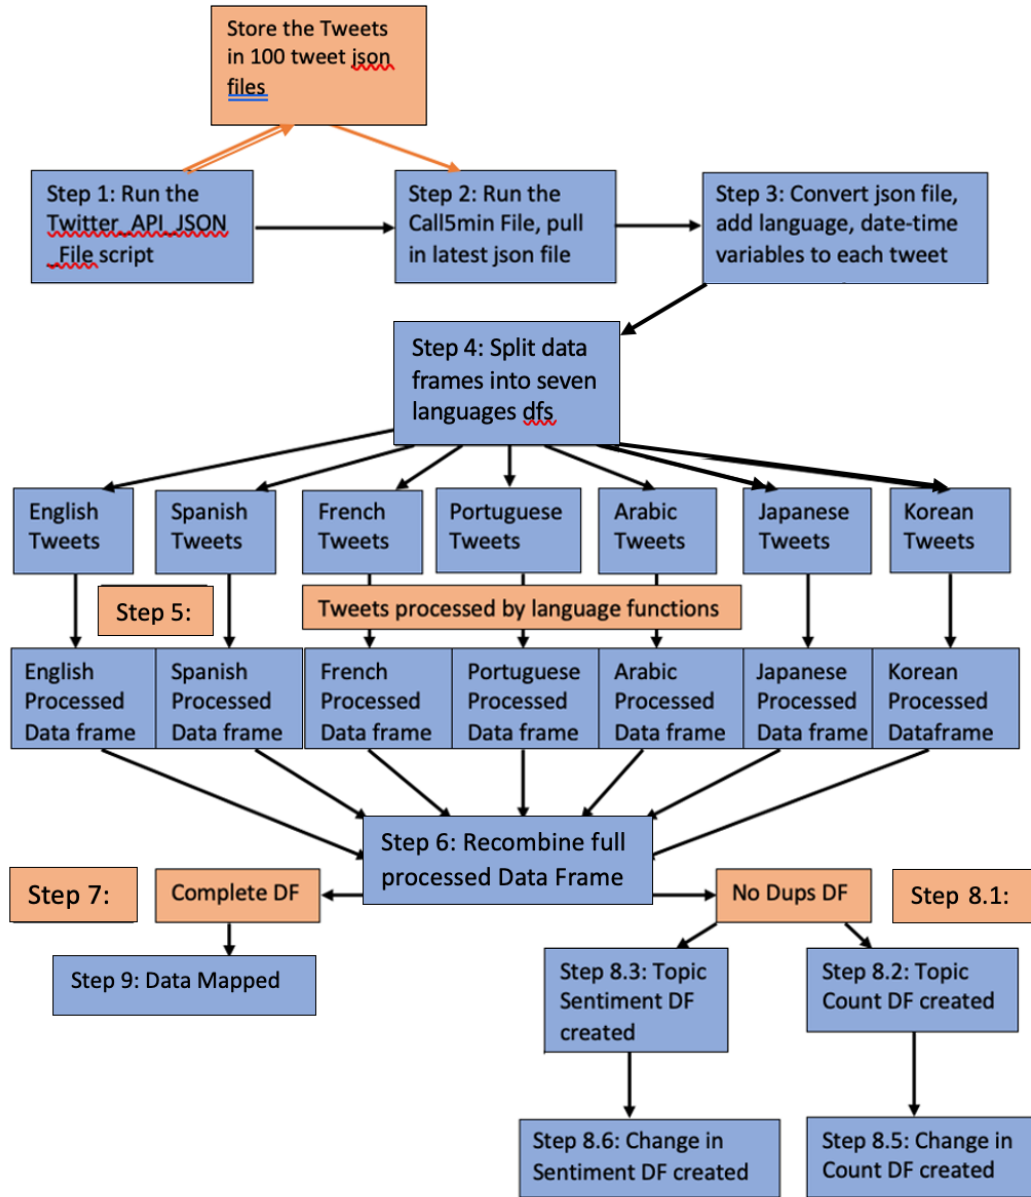 Store the Tweets
in 100 tweet json
files
Step 1: Run the
Twitter_API_JSON
_File script
Step 2: Run the
Call5min File, pull
in latest json file
Step 3: Convert json file,
add language, date-time
variables to each tweet
Step 4: Split data
frames into seven
languages dfs
English
Tweets
Spanish
Tweets
French
Tweets
Portuguese
Tweets
Arabic
Tweets
Japanese
Tweets
Korean
Tweets
Step 5:
Tweets processed by language functions
English
Processed
Data frame
Spanish
Processed
Data frame
French
Processed
Data frame
Portuguese
Processed
Data frame
Arabic
Processed
Data frame
Japanese
Processed
Data frame
Korean
Processed
Dataframe
Step 6: Recombine full
processed Data Frame
Step 7:
Complete DF
No Dups DF
Step 8.1:
Step 9: Data Mapped
Step 8.3: Topic
Sentiment DF
created
Step 8.2: Topic
Count DF created
Step 8.6: Change in
Sentiment DF created
Step 8.5: Change in
Count DF created